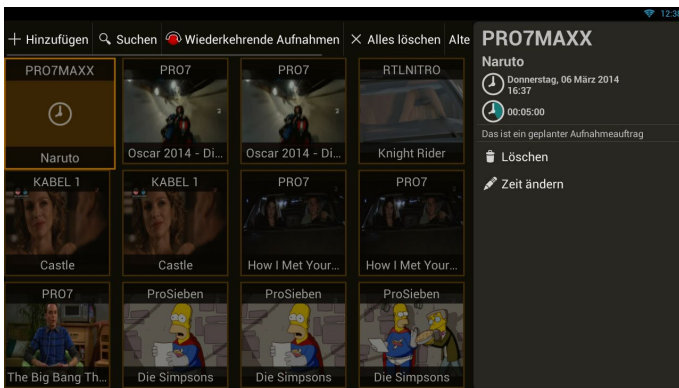 12:38
+ Hinzufügen Suchen Wiederkehrende Aufnahmen × Alles löschen Alte
PRO7MAXX
Naruto
PRO7
Oscar 2014 - Di...
PRO7
Oscar 2014 - Di...
RTLNITRO
Knight Rider
KABEL 1
Castle
KABEL 1
Castle
PRO7
How I Met Your...
PRO7
How I Met Your...
PRO7
The Big Bang Th...
ProSieben
Die Simpsons
ProSieben
Die Simpsons
ProSieben
Die Simpsons
PRO7MAXX
Naruto
Donnerstag, 06 März 2014
16:37
00:05:00
Das ist ein geplanter Aufnahmeauftrag
Löschen
Zeit ändern